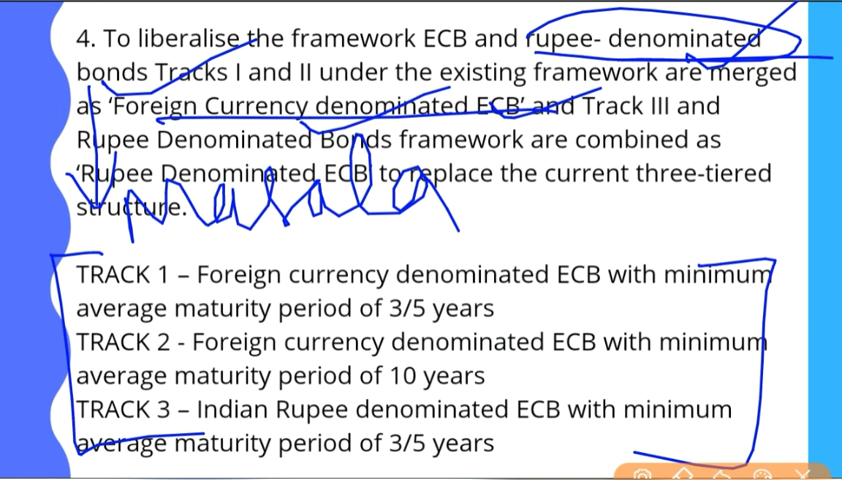 4. To liberalise the framework ECB and rupee- denominated
bonds Tracks I and II under the existing framework are merged
as ‘Foreign Currency denominated ECB’ and Track III and
Rupee Denominated Bonds framework are combined as
‘Rupee Denominated ECB to replace the current three-tiered
structure.
masala
TRACK 1 – Foreign currency denominated ECB with minimum
average maturity period of 3/5 years
TRACK 2 - Foreign currency denominated ECB with minimum
average maturity period of 10 years
TRACK 3 – Indian Rupee denominated ECB with minimum
average maturity period of 3/5 years